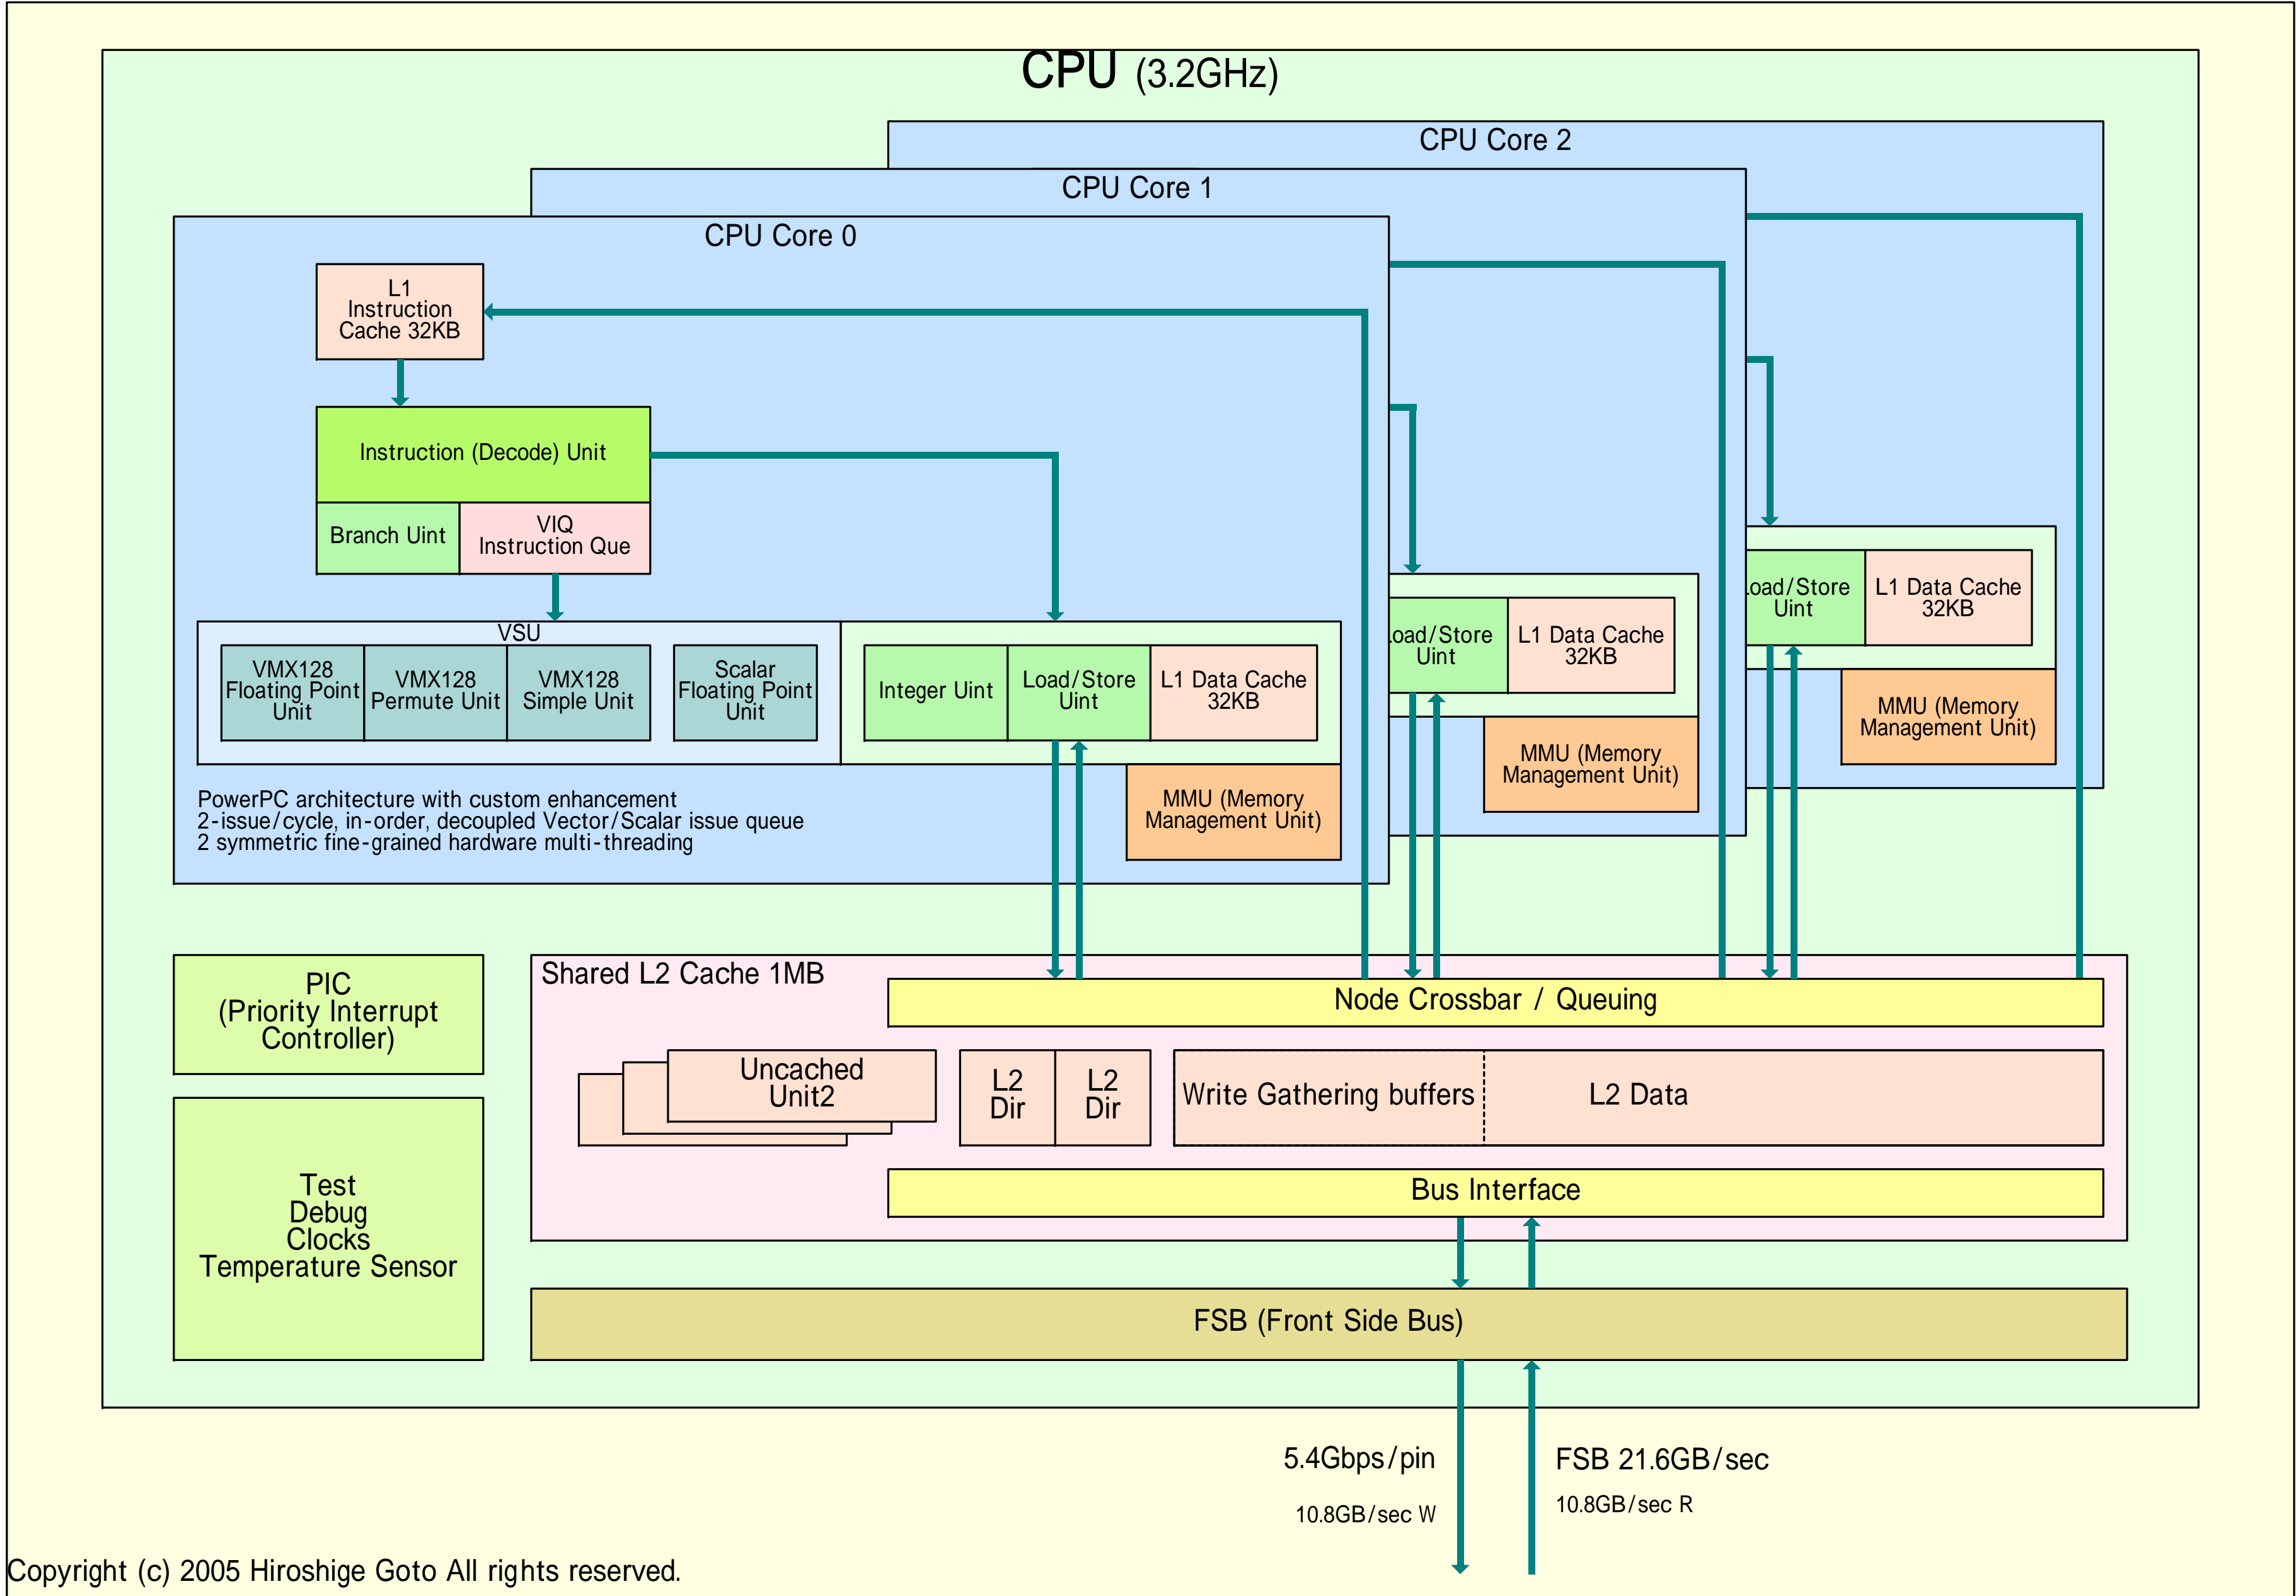 CPU (3.2GHz)
CPU Core 2
CPU Core 1
CPU Core 0
L1
Instruction
Cache 32KB
Instruction (Decode) Unit
Branch Uint
VIQ
Instruction Que
VSU
VMX128
Floating Point
Unit
VMX128
Permute Unit
VMX128
Simple Unit
Scalar
Floating Point
Unit
Integer Uint
Load/Store
Uint
L1 Data Cache
32KB
MMU (Memory
Management Unit)
PowerPC architecture with custom enhancement
2-issue/cycle, in-order, decoupled Vector/Scalar issue queue
2 symmetric fine-grained hardware multi-threading
Load/Store
Uint
L1 Data Cache
32KB
MMU (Memory
Management Unit)
Load/Store
Uint
L1 Data Cache
32KB
MMU (Memory
Management Unit)
PIC
(Priority Interrupt
Controller)
Test
Debug
Clocks
Temperature Sensor
Shared L2 Cache 1MB
Node Crossbar / Queuing
Uncached
Unit2
L2
Dir
L2
Dir
Write Gathering buffers
L2 Data
Bus Interface
FSB (Front Side Bus)
5.4Gbps/pin
10.8GB/sec W
FSB 21.6GB/sec
10.8GB/sec R
Copyright (c) 2005 Hiroshige Goto All rights reserved.